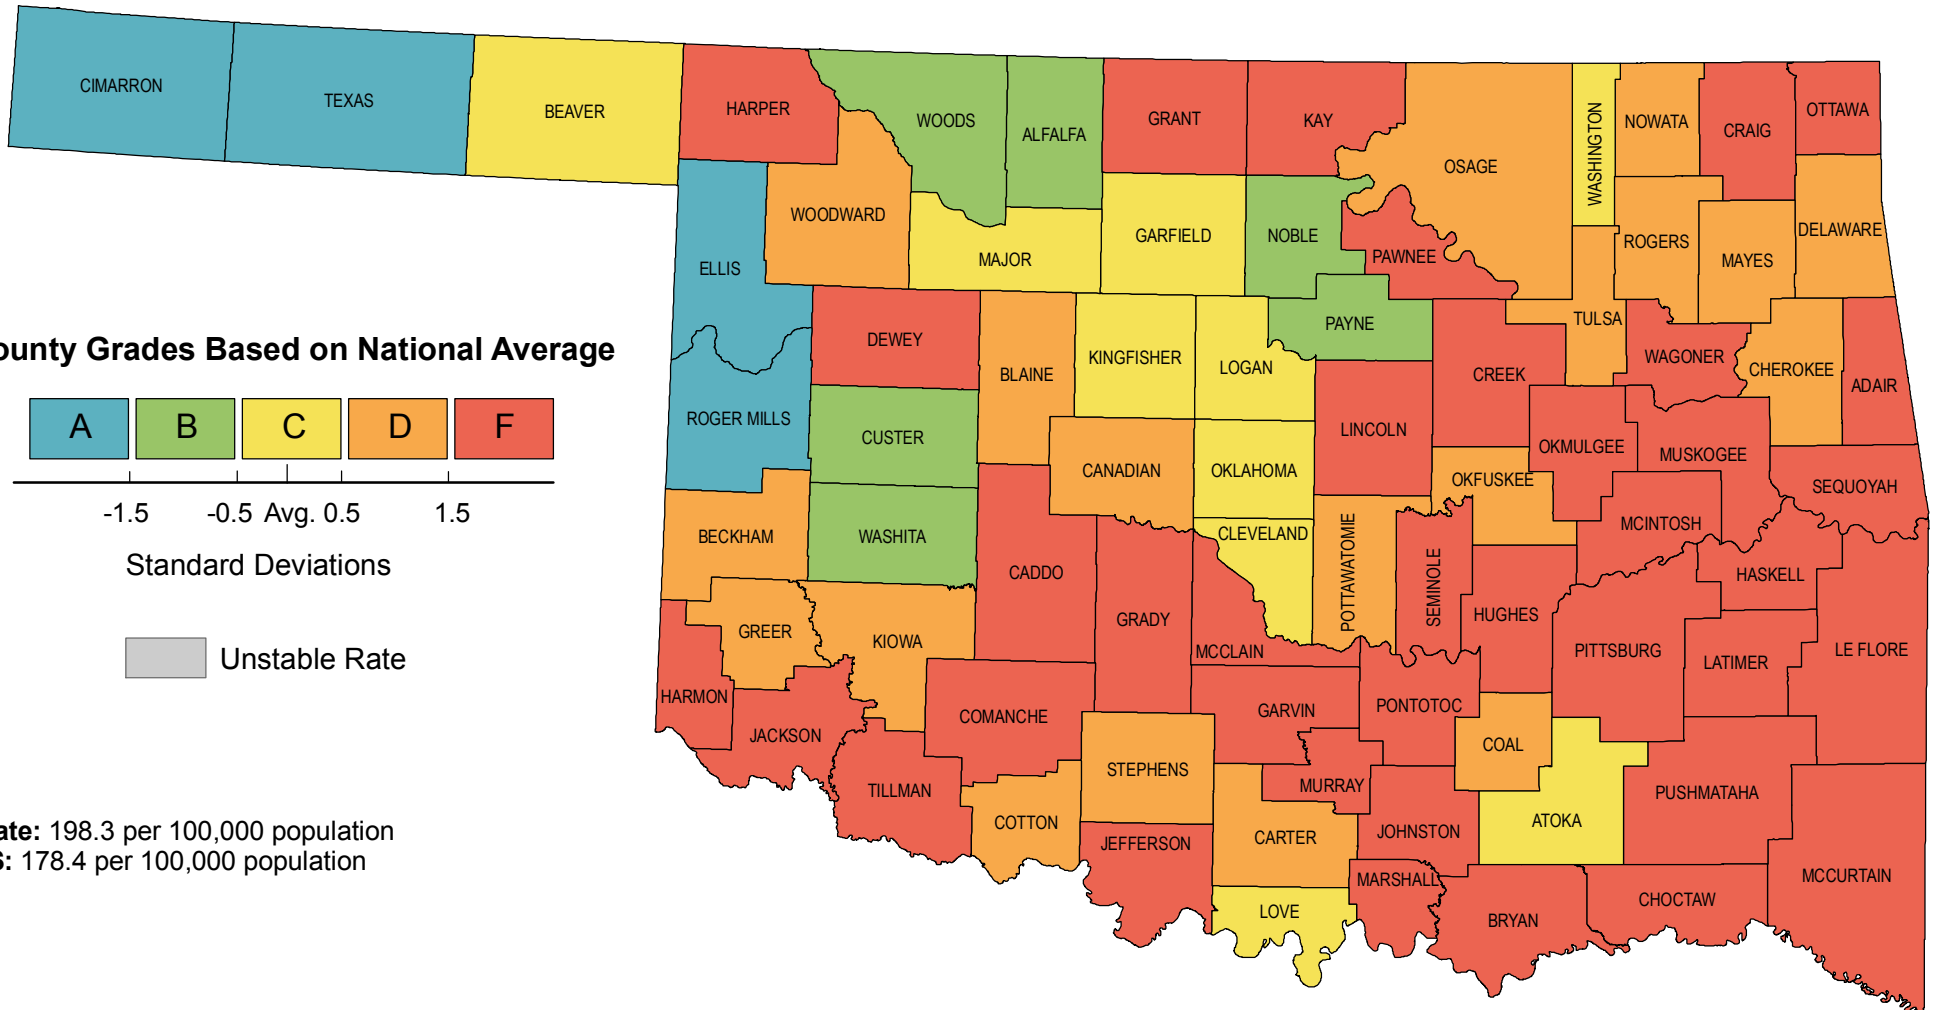 CIMARRON
TEXAS
BEAVER
HARPER
WOODS
ALFALFA
GRANT
KAY
OSAGE
WASHINGTON
NOWATA
CRAIG
OTTAWA
WOODWARD
ELLIS
MAJOR
GARFIELD
NOBLE
PAWNEE
ROGERS
MAYES
DELAWARE
DEWEY
BLAINE
KINGFISHER
LOGAN
PAYNE
CREEK
TULSA
WAGONER
CHEROKEE
ADAIR
ROGER MILLS
CUSTER
CANADIAN
OKLAHOMA
LINCOLN
OKFUSKEE
OKMULGEE
MUSKOGEE
SEQUOYAH
BECKHAM
WASHITA
CADDO
GRADY
CLEVELAND
MCCLAIN
POTTAWATOMIE
SEMINOLE
HUGHES
MCINTOSH
HASKELL
PITTSBURG
LATIMER
LE FLORE
HARMON
GREER
KIOWA
JACKSON
TILLMAN
COMANCHE
COTTON
STEPHENS
JEFFERSON
GARVIN
MURRAY
CARTER
LOVE
PONTOTOC
JOHNSTON
MARSHALL
COAL
ATOKA
BRYAN
PUSHMATAHA
CHOCTAW
MCCURTAIN
ounty Grades Based on National Average
A B C D F
-1.5 -0.5 Avg. 0.5 1.5
Standard Deviations
Unstable Rate
ate: 198.3 per 100,000 population
S: 178.4 per 100,000 population